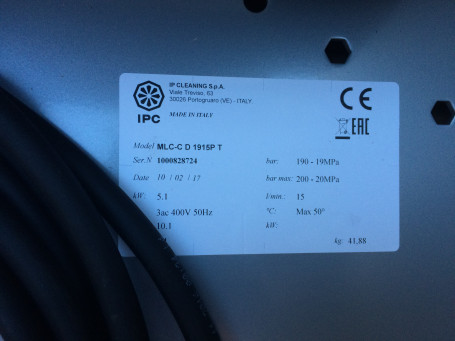 IP CLEANING S.p.A.
Viale Treviso, 63
30026 Portogruaro (VE) - ITALY
IPC
MADE IN ITALY
CE
EAC
Model MLC-C D 1915P T
Ser.N 1000828724
Date 10 / 02 / 17
kW: 5.1
3ac 400V 50Hz
10.1
bar: 190 - 19MPa
bar max: 200 - 20MPa
l/min.: 15
°C: Max 50°
kW:
kg. 41,88